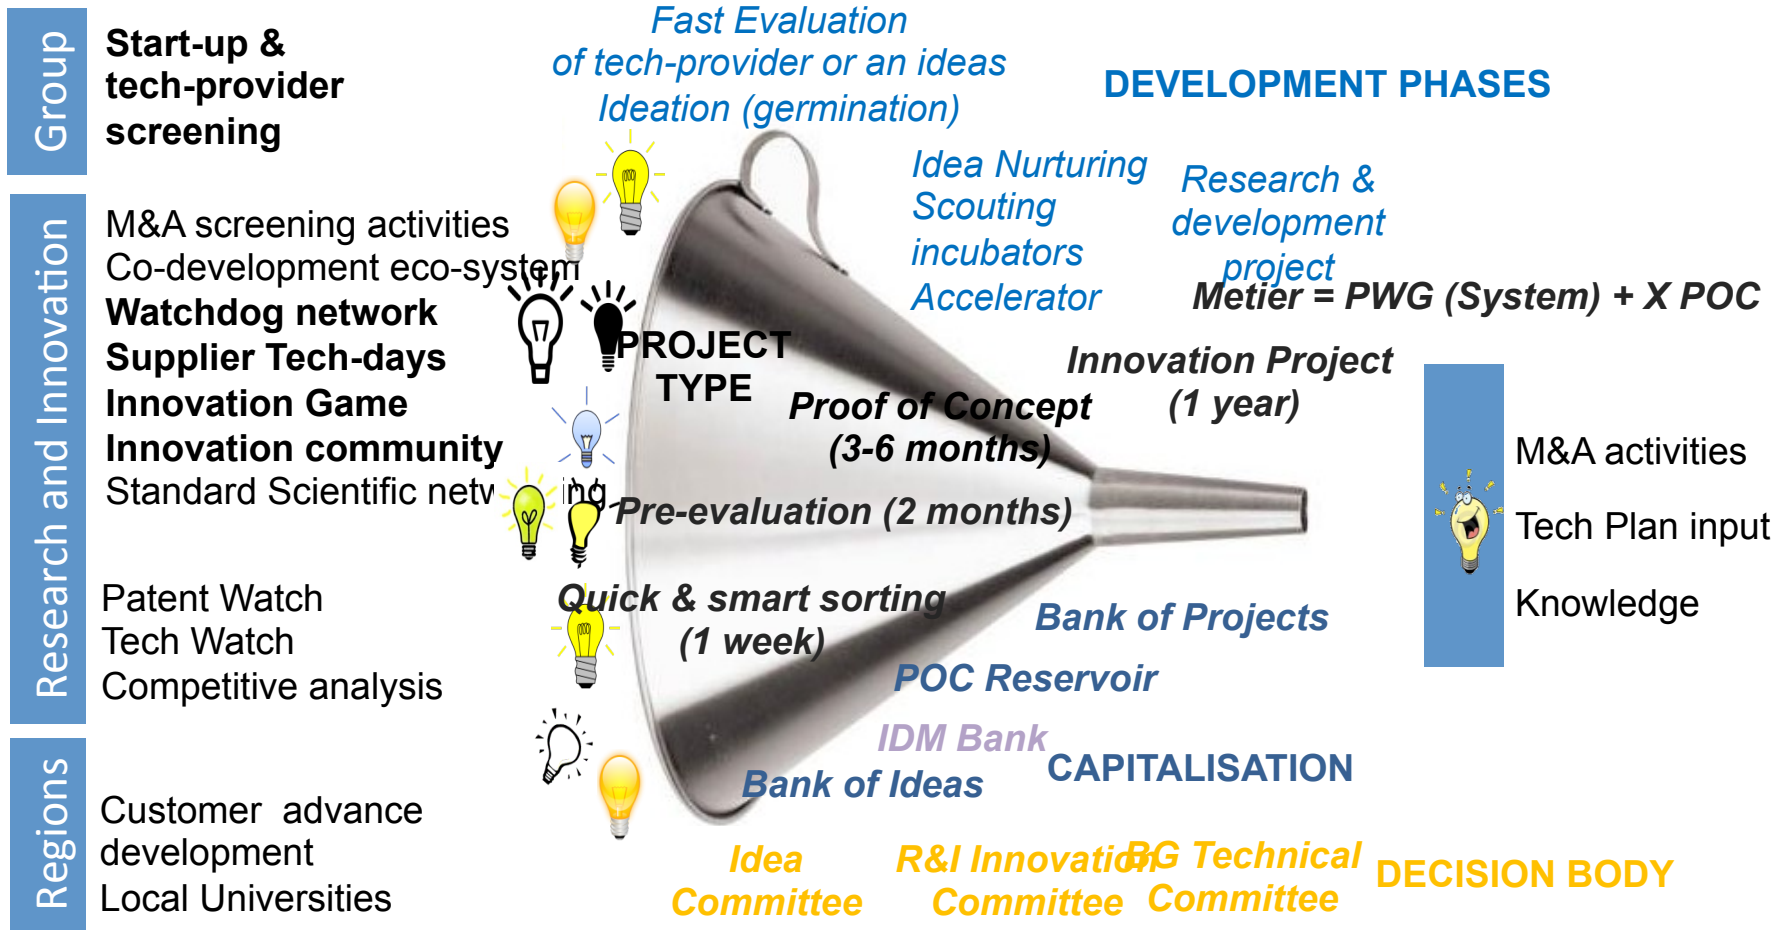 Group
Start-up &
tech-provider
screening
Research and Innovation
M&A screening activities
Co-development eco-system
Watchdog network
Supplier Tech-days
Innovation Game
Innovation community
Standard Scientific networking
Patent Watch
Tech Watch
Competitive analysis
Regions
Customer advance
development
Local Universities
Fast Evaluation
of tech-provider or an ideas
Ideation (germination)
DEVELOPMENT PHASES
Idea Nurturing
Scouting
incubators
Accelerator
Research &
development
project
Metier = PWG (System) + X POC
PROJECT
TYPE
Innovation Project
(1 year)
Proof of Concept
(3-6 months)
Pre-evaluation (2 months)
Quick & smart sorting
(1 week)
Bank of Projects
POC Reservoir
IDM Bank
Bank of Ideas
CAPITALISATION
Idea
Committee
R&I Innovation
Committee
BG Technical
Committee
DECISION BODY
M&A activities
Tech Plan input
Knowledge